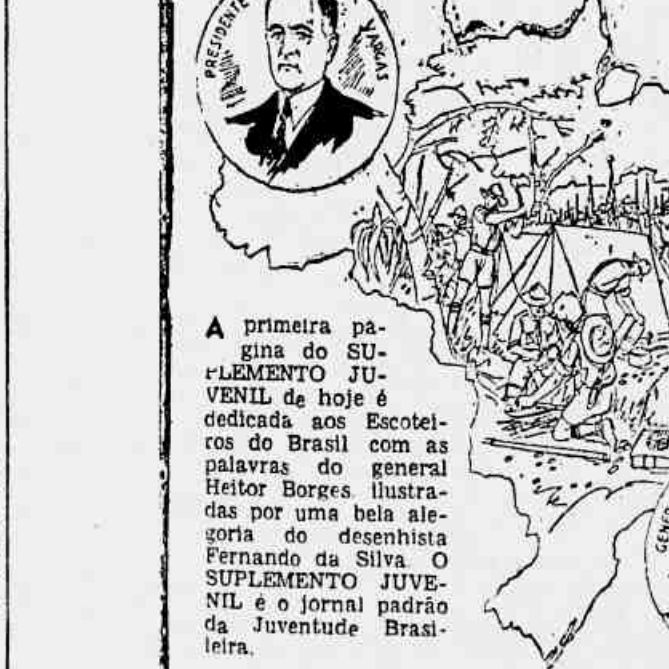 PRESIDENTE VARGAS
A primeira pa-
gina do SU-
PLEMENTO JU-
VENIL de hoje é
dedicada aos Escotei-
ros do Brasil com as
palavras do general
Heitor Borges, ilustra-
das por uma bela ale-
goria do desenhista
Fernando da Silva. O
SUPLEMENTO JUVE-
NIL é o jornal padrão
da Juventude Brasi-
leira.
GEN